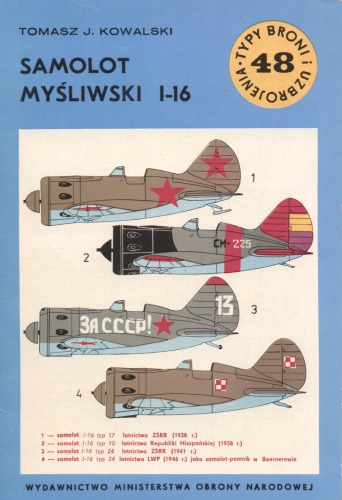 TOMASZ J. KOWALSKI
SAMOLOT
MYŚLIWSKI I-16
TYPY BRONI i UZBROJENIA
48
1
2
CM-225
ЗА СССР!
13
3
4
1 — samolot I-16 typ 17 lotnictwa ZSRR (1938 r.)
2 — samolot I-16 typ 10 lotnictwa Republiki Hiszpańskiej (1938 r.)
3 — samolot I-16 typ 24 lotnictwa ZSRR (1941 r.)
4 — samolot I-16 typ 24 lotnictwa LWP (1946 r.) jako samolot-pomnik w Boernerowie
WYDAWNICTWO MINISTERSTWA OBRONY NARODOWEJ